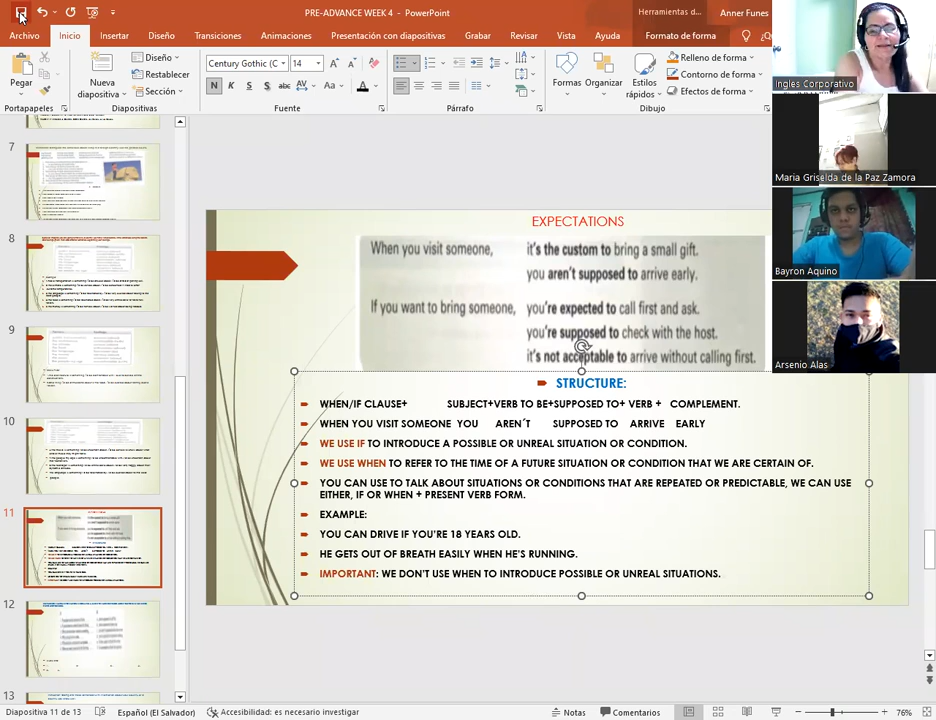 PRE-ADVANCE WEEK 4 - PowerPoint
Herramientas d...
Anner Funes
Archivo Inicio Insertar Diseño Transiciones Animaciones Presentación con diapositivas Grabar Revisar Vista Ayuda Formato de forma
Pegar
Nueva diapositiva
Diseño
Restablecer
Sección
Century Gothic (C 14
N K S abc AV Aa A
Formas Organizar Estilos rápidos
Relleno de forma
Contorno de forma
Efectos de forma
Portapapeles Diapositivas Fuente Párrafo Dibujo
Ingles Corporativo
Maria Griselda de la Paz Zamora
Bayron Aquino
Arsenio Alas
7
8
9
10
11
12
13
EXPECTATIONS
When you visit someone, it's the custom to bring a small gift.
you aren't supposed to arrive early.
If you want to bring someone, you're expected to call first and ask.
you're supposed to check with the host.
it's not acceptable to arrive without calling first.
STRUCTURE:
WHEN/IF CLAUSE+ SUBJECT+VERB TO BE+SUPPOSED TO+ VERB + COMPLEMENT.
WHEN YOU VISIT SOMEONE YOU AREN´T SUPPOSED TO ARRIVE EARLY
WE USE IF TO INTRODUCE A POSSIBLE OR UNREAL SITUATION OR CONDITION.
WE USE WHEN TO REFER TO THE TIME OF A FUTURE SITUATION OR CONDITION THAT WE ARE CERTAIN OF.
YOU CAN USE TO TALK ABOUT SITUATIONS OR CONDITIONS THAT ARE REPEATED OR PREDICTABLE, WE CAN USE
EITHER, IF OR WHEN + PRESENT VERB FORM.
EXAMPLE:
YOU CAN DRIVE IF YOU'RE 18 YEARS OLD.
HE GETS OUT OF BREATH EASILY WHEN HE'S RUNNING.
IMPORTANT: WE DON'T USE WHEN TO INTRODUCE POSSIBLE OR UNREAL SITUATIONS.
Diapositiva 11 de 13 Español (El Salvador) Accesibilidad: es necesario investigar Notas Comentarios 76%